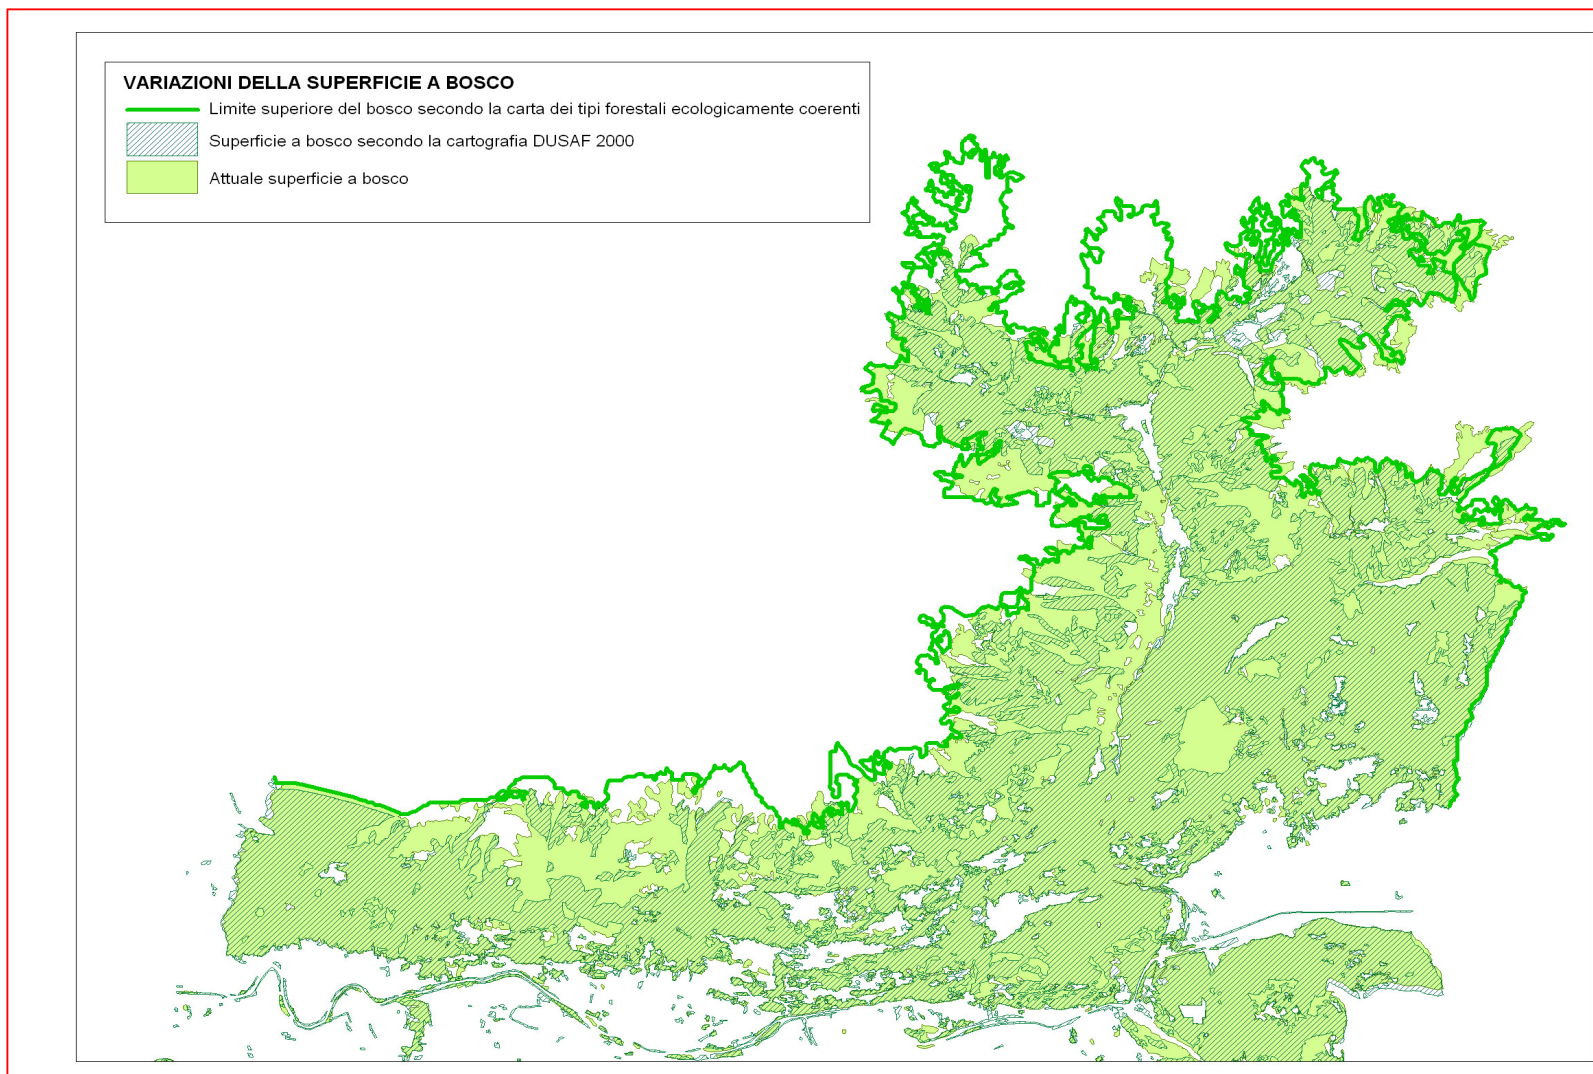 VARIAZIONI DELLA SUPERFICIE A BOSCO
Limite superiore del bosco secondo la carta dei tipi forestali ecologicamente coerenti
Superficie a bosco secondo la cartografia DUSAF 2000
Attuale superficie a bosco